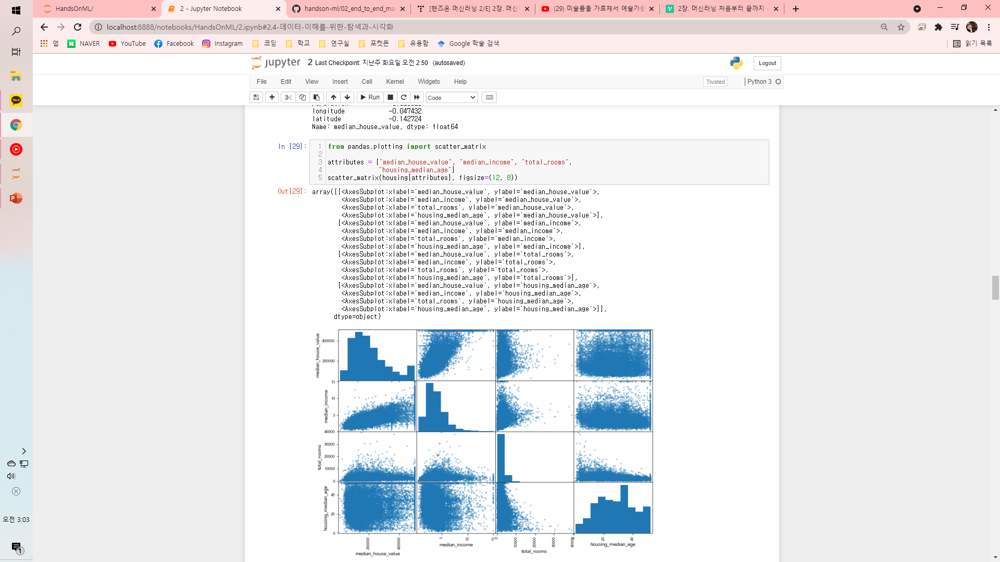 HandsOnML/
2 - Jupyter Notebook
handson-ml/02_end_to_end_ma
[핸즈온 머신러닝 2/E] 2장. 머신
(29) 미술품을 가로채서 예술가를
2장. 머신러닝 처음부터 끝까지 -
localhost:8888/notebooks/HandsOnML/2.ipynb#2.4-데이터-이해를-위한-탐색과-시각화
앱 NAVER YouTube Facebook Instagram 코딩 학교 연구실 포켓몬 유용함 Google 학술 검색 읽기 목록
jupyter 2 Last Checkpoint: 지난주 화요일 오전 2:50 (autosaved) Logout
File Edit View Insert Cell Kernel Widgets Help Trusted Python 3
Run Code
longitude -0.047432
latitude -0.142724
Name: median_house_value, dtype: float64
In [29]:
1 from pandas.plotting import scatter_matrix
2
3 attributes = ["median_house_value", "median_income", "total_rooms",
4 "housing_median_age"]
5 scatter_matrix(housing[attributes], figsize=(12, 8))
Out[29]: array([[<AxesSubplot:xlabel='median_house_value', ylabel='median_house_value'>,
<AxesSubplot:xlabel='median_income', ylabel='median_house_value'>,
<AxesSubplot:xlabel='total_rooms', ylabel='median_house_value'>,
<AxesSubplot:xlabel='housing_median_age', ylabel='median_house_value'>],
[<AxesSubplot:xlabel='median_house_value', ylabel='median_income'>,
<AxesSubplot:xlabel='median_income', ylabel='median_income'>,
<AxesSubplot:xlabel='total_rooms', ylabel='median_income'>,
<AxesSubplot:xlabel='housing_median_age', ylabel='median_income'>],
[<AxesSubplot:xlabel='median_house_value', ylabel='total_rooms'>,
<AxesSubplot:xlabel='median_income', ylabel='total_rooms'>,
<AxesSubplot:xlabel='total_rooms', ylabel='total_rooms'>,
<AxesSubplot:xlabel='housing_median_age', ylabel='total_rooms'>],
[<AxesSubplot:xlabel='median_house_value', ylabel='housing_median_age'>,
<AxesSubplot:xlabel='median_income', ylabel='housing_median_age'>,
<AxesSubplot:xlabel='total_rooms', ylabel='housing_median_age'>,
<AxesSubplot:xlabel='housing_median_age', ylabel='housing_median_age'>]],
dtype=object)
median_house_value
400000
200000
median_income
15
10
5
total_rooms
40000
30000
20000
10000
0
housing_median_age
40
20
0
200000 400000
median_house_value
5 10 15
median_income
0 10000 20000 30000 40000
total_rooms
20 40
housing_median_age
TALK
오전 3:03
1